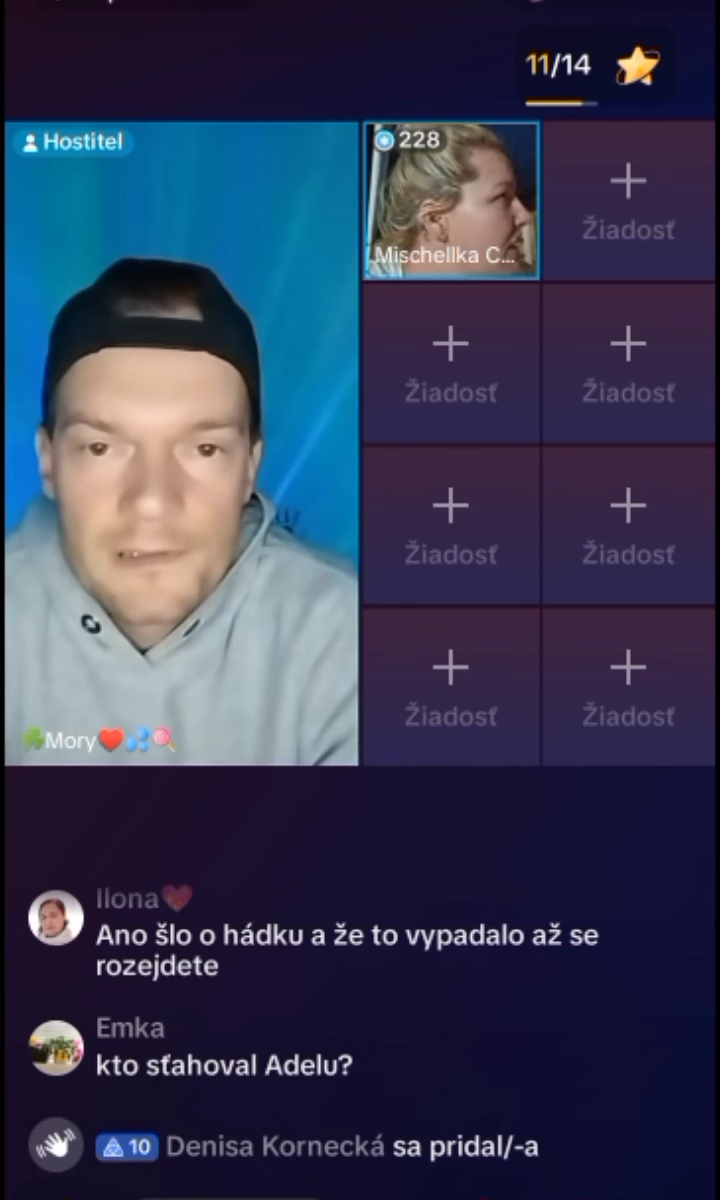 11/14
Hostitel
228
Mischellka C...
Žiadosť
Žiadosť
Žiadosť
Žiadosť
Žiadosť
Žiadosť
Žiadosť
🍀Mory❤️💦🍭
Ilona❤️
Ano šlo o hádku a že to vypadalo až se
rozejdete
Emka
kto sťahoval Adelu?
10 Denisa Kornecká sa pridal/-a